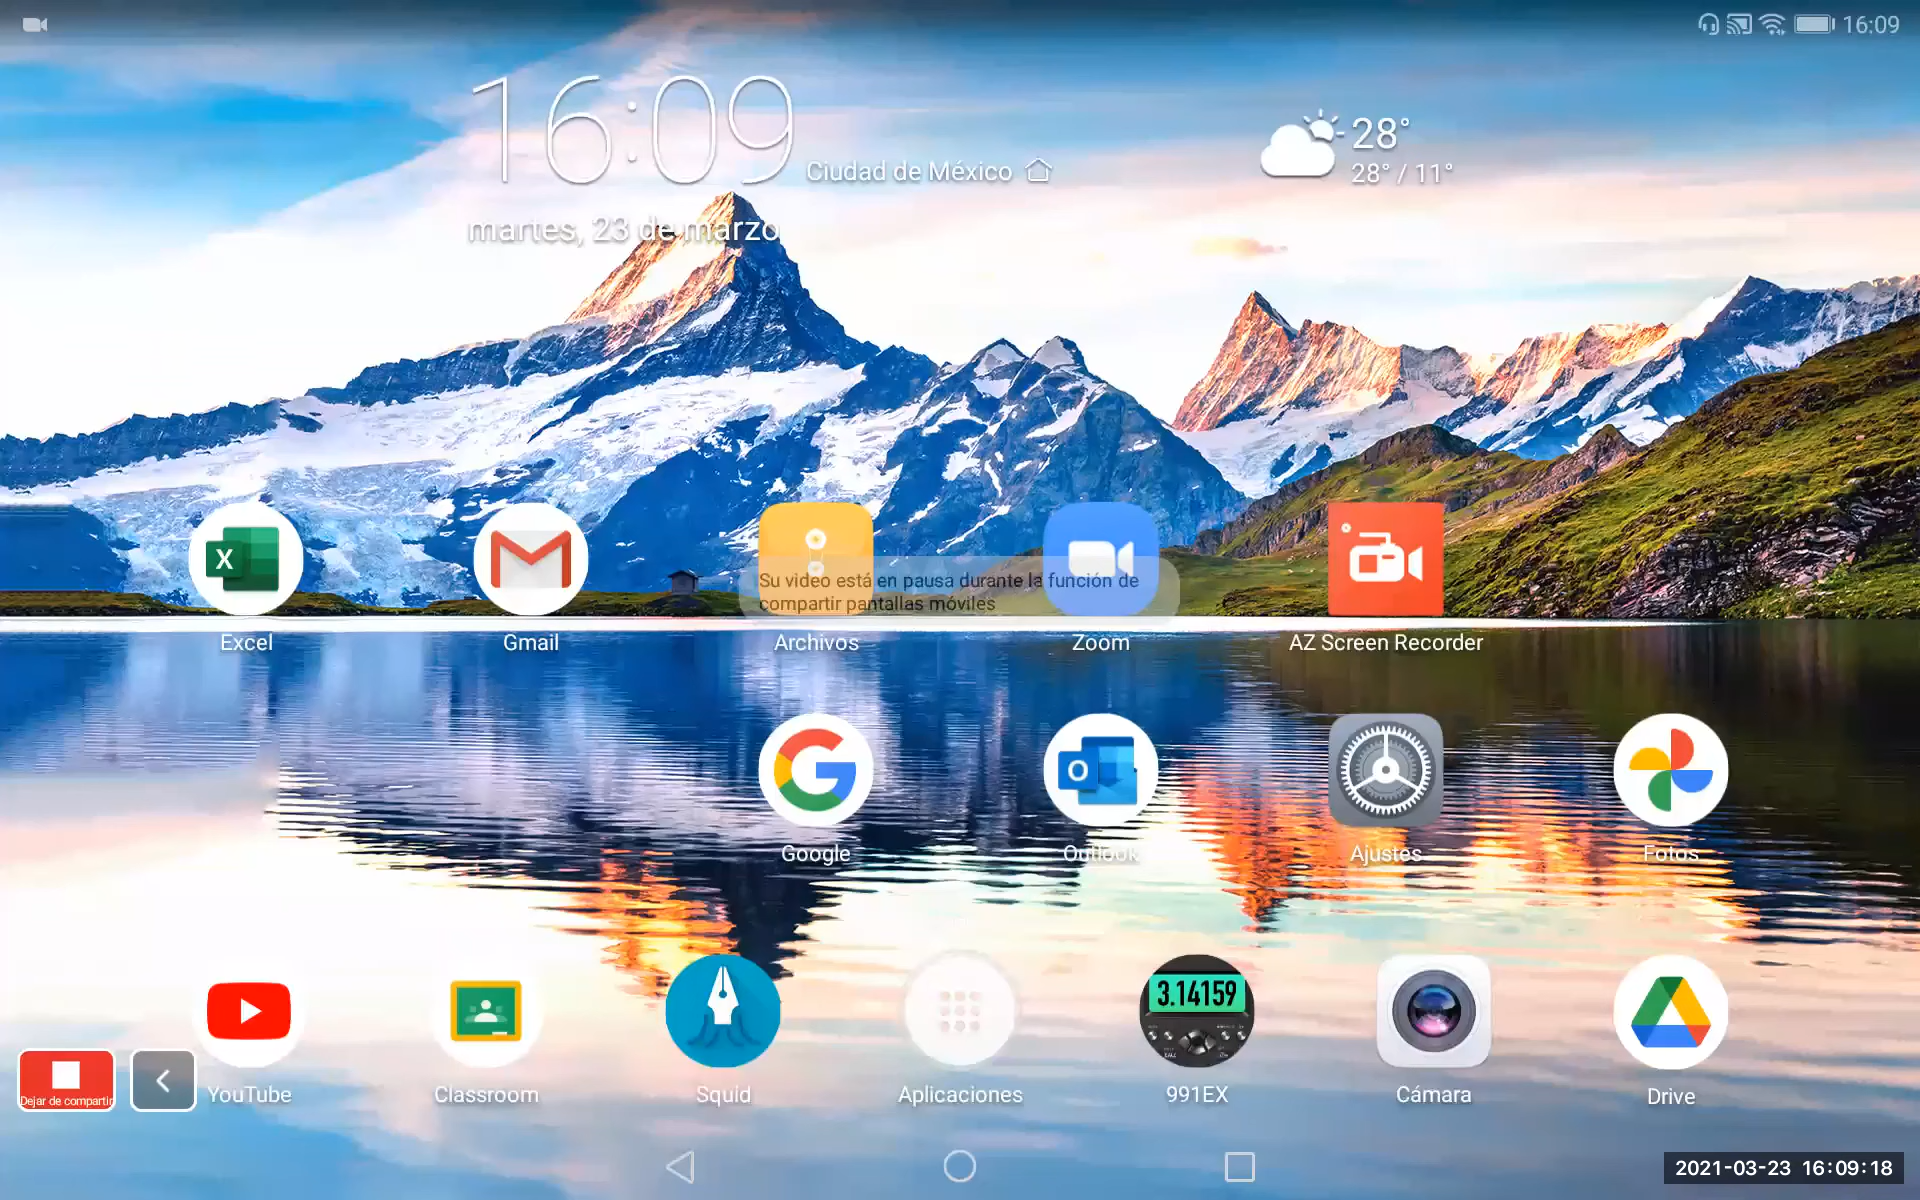 16:09
16:09
Ciudad de México
28°
28° / 11°
martes, 23 de marzo
X
Su video está en pausa durante la función de
compartir pantallas móviles
Excel
Gmail
Archivos
Zoom
AZ Screen Recorder
O
Google
Outlook
Ajustes
Fotos
3.14159
Dejar de compartir
YouTube
Classroom
Squid
Aplicaciones
991EX
Cámara
Drive
2021-03-23 16:09:18